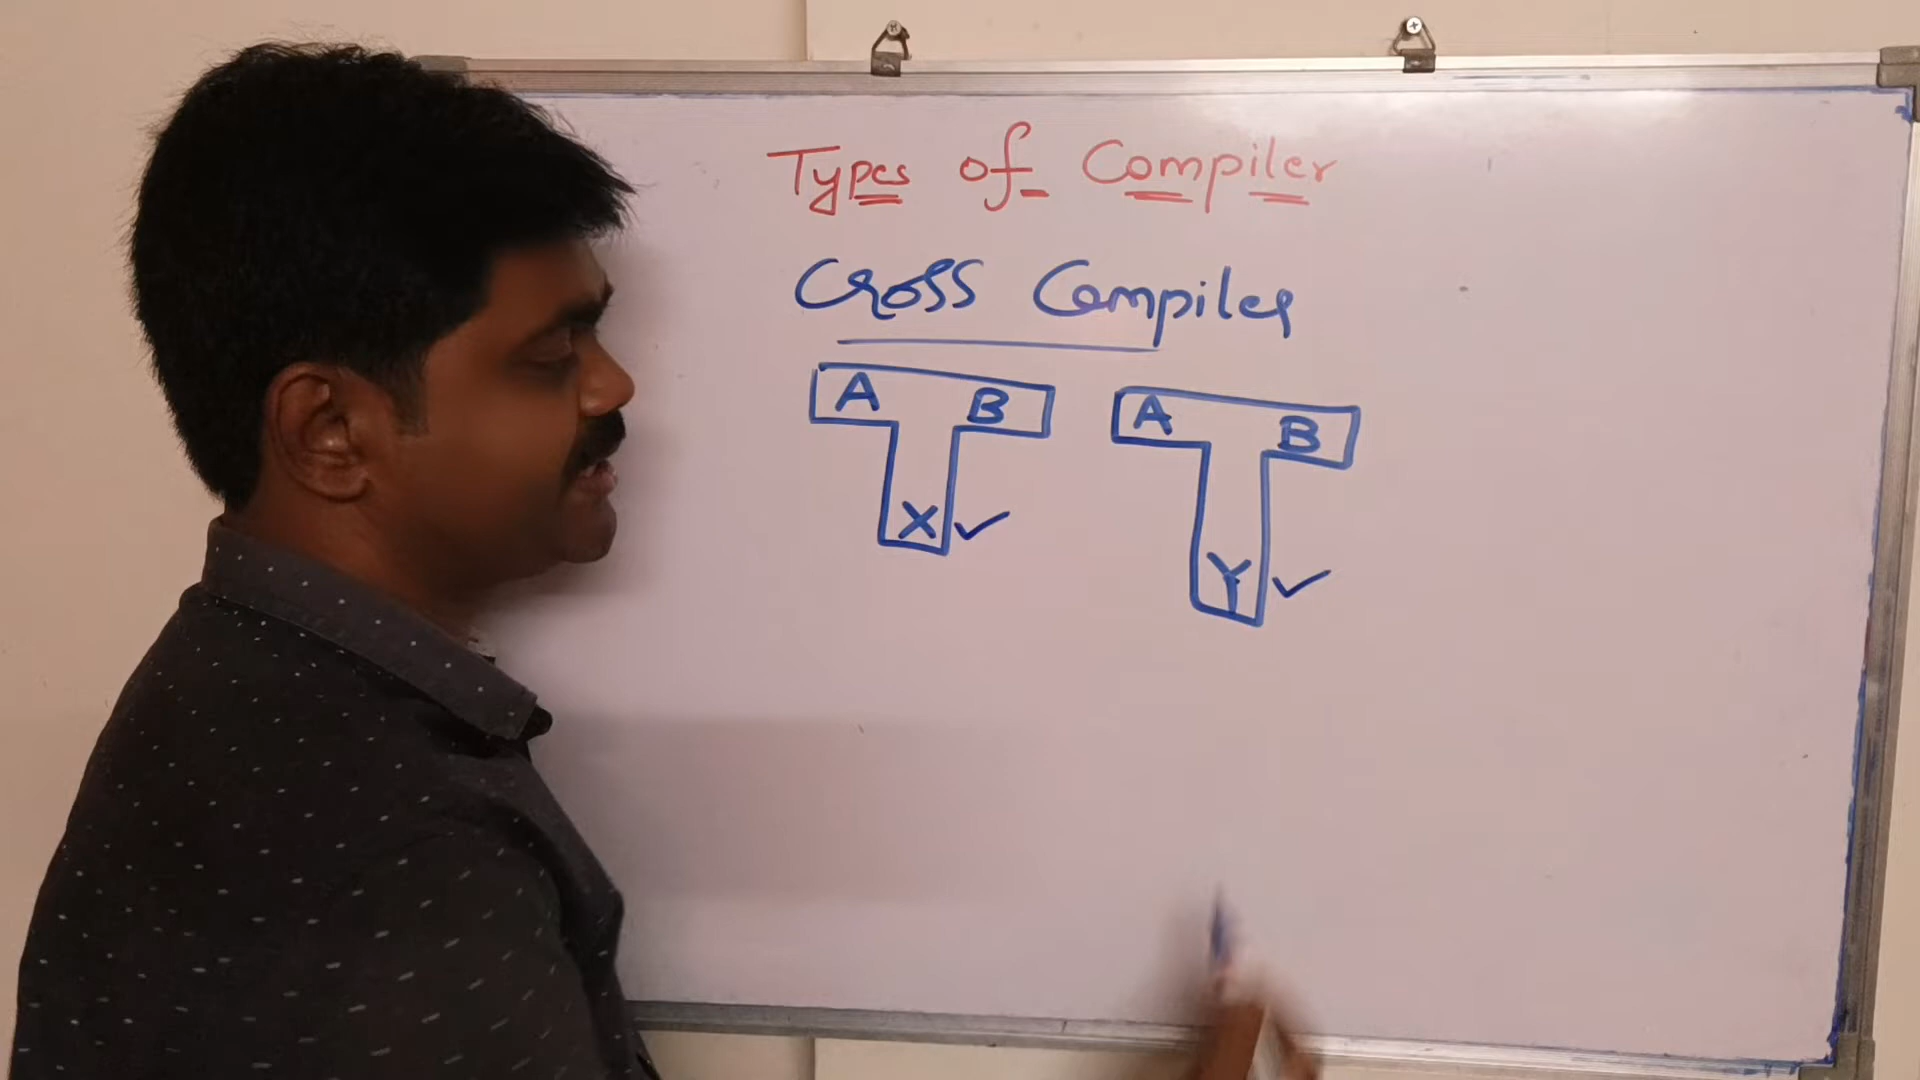 Types of Compiler
Cross Compiler
A B A B
X ✓
Y ✓